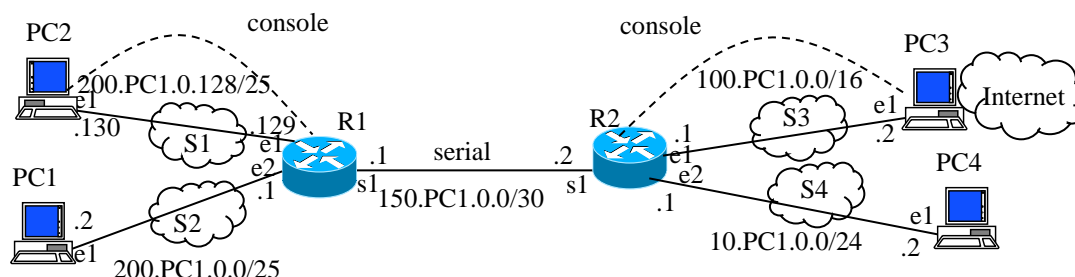 console
console
PC2
PC3
200.PC1.0.128/25
100.PC1.0.0/16
Internet
e1
.130
S1
.129
e1
R1
R2
S3
e1
.2
.1
e1
PC1
e2
.1
.1
s1
serial
.2
s1
150.PC1.0.0/30
e2
.1
S4
PC4
.2
e1
S2
200.PC1.0.0/25
10.PC1.0.0/24
e1
.2